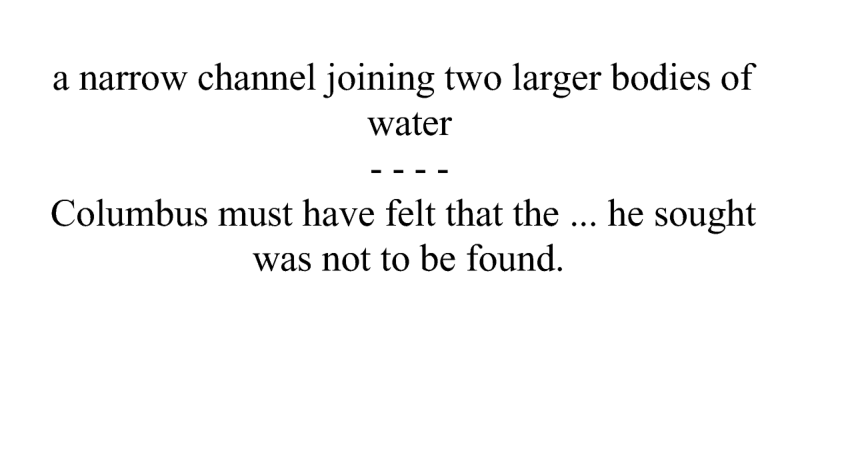 a narrow channel joining two larger bodies of
water
- - - -
Columbus must have felt that the ... he sought
was not to be found.